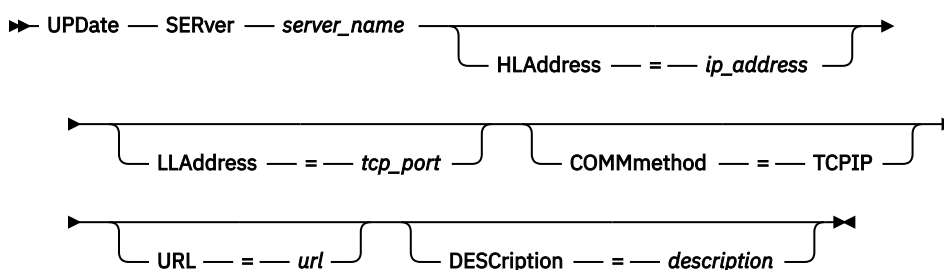 UPDate — SERver — server_name
HLAddress — = — ip_address
LLAddress — = — tcp_port COMMmethod — = — TCPIP
URL — = — url DESCription — = — description